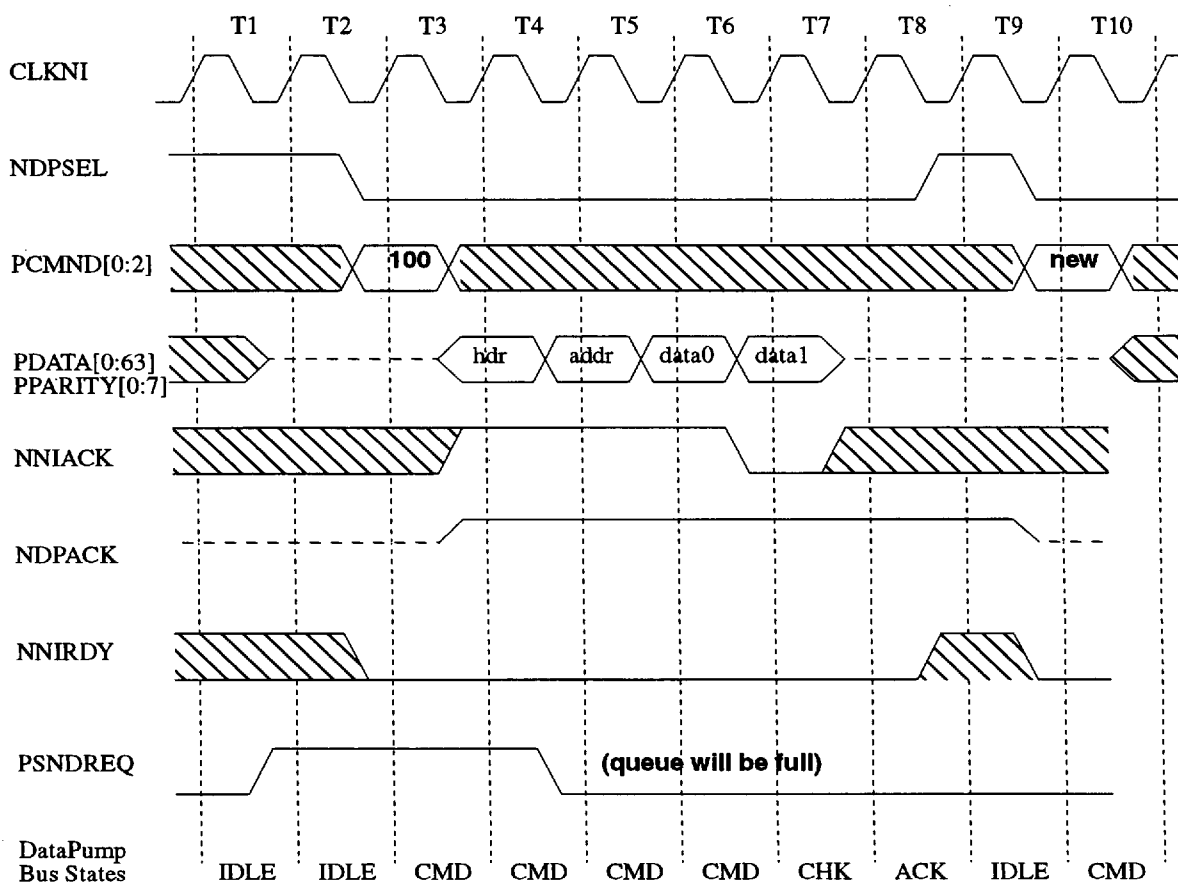 T1 T2 T3 T4 T5 T6 T7 T8 T9 T10
CLKNI
NDPSEL
PCMND[0:2] 100 new
PDATA[0:63] hdr addr data0 data1
PPARITY[0:7]
NNIACK
NDPACK
NNIRDY
PSNDREQ (queue will be full)
DataPump
Bus States IDLE IDLE CMD CMD CMD CMD CHK ACK IDLE CMD